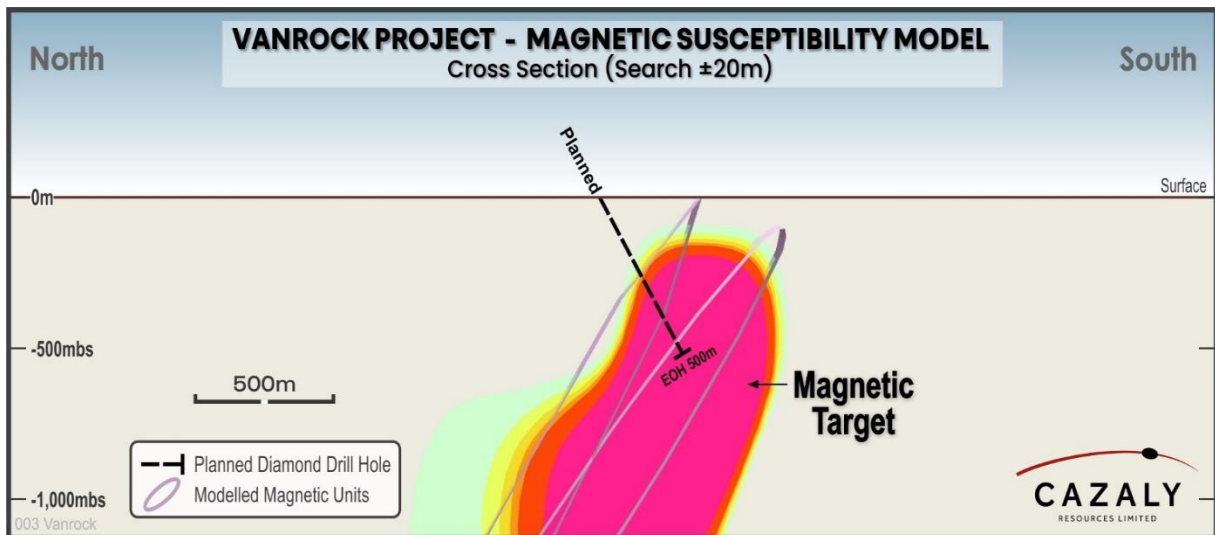 VANROCK PROJECT - MAGNETIC SUSCEPTIBILITY MODEL
Cross Section (Search ±20m)
North
South
Planned
0m
Surface
-500mbs
EOH 500m
500m
Magnetic
Target
Planned Diamond Drill Hole
Modelled Magnetic Units
-1,000mbs
003 Vanrock
CAZALY
RESOURCES LIMITED